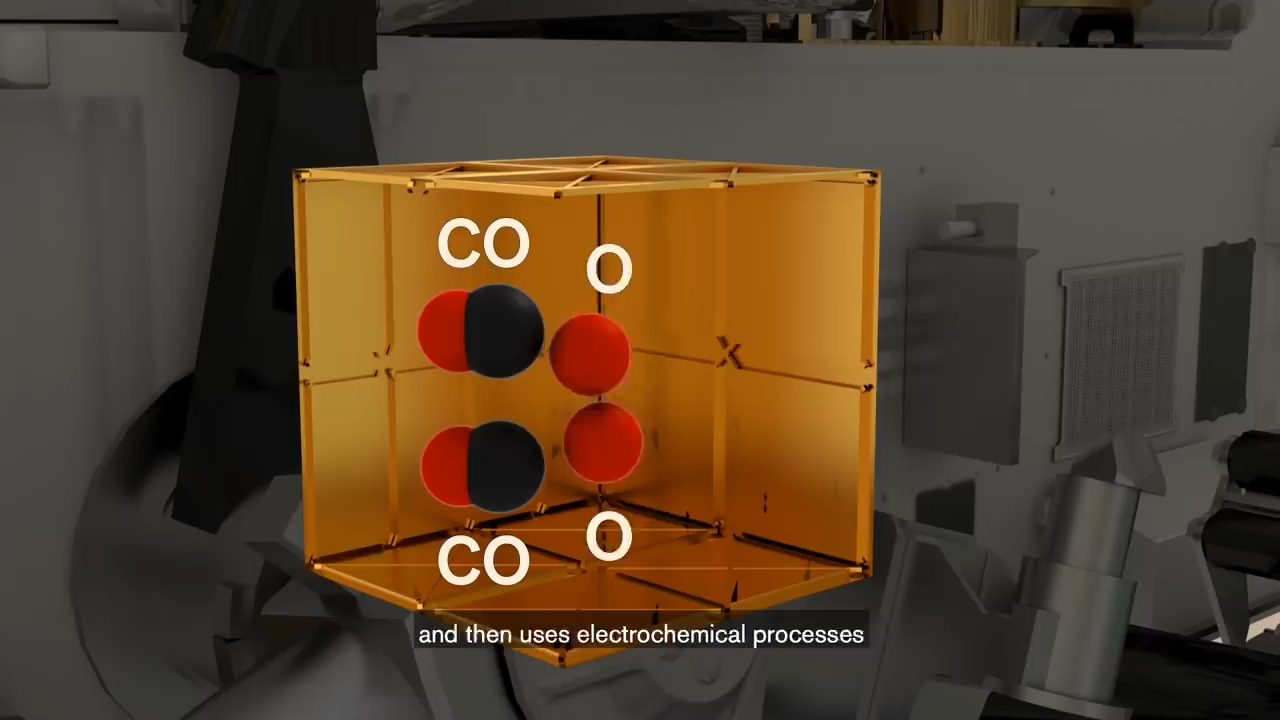 CO
O
CO
O
and then uses electrochemical processes